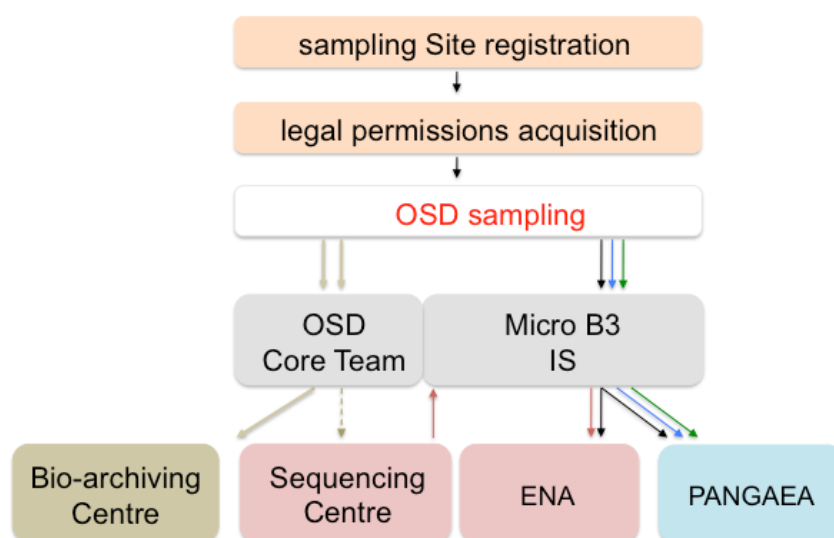 sampling Site registration
legal permissions acquisition
OSD sampling
OSD
Core Team
Micro B3
IS
Bio-archiving
Centre
Sequencing
Centre
ENA
PANGAEA